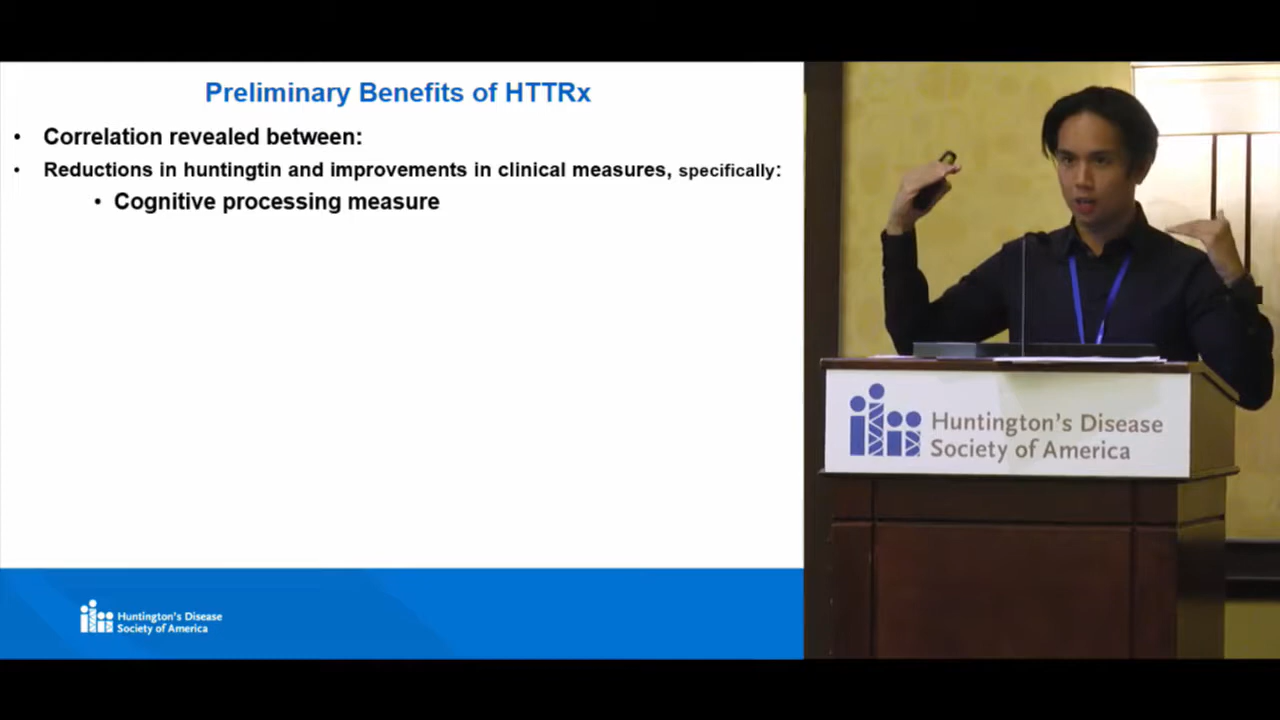 Preliminary Benefits of HTTRx
• Correlation revealed between:
• Reductions in huntingtin and improvements in clinical measures, specifically:
• Cognitive processing measure
Huntington's Disease
Society of America
Huntington's Disease
Society of America